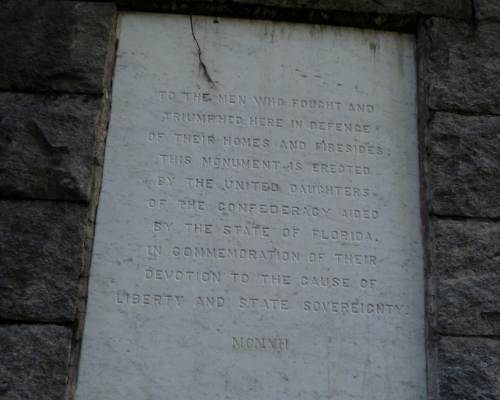 TO THE MEN WHO FOUGHT AND
TRIUMPHED HERE IN DEFENCE
OF THEIR HOMES AND FIRESIDES.
THIS MONUMENT IS ERECTED
BY THE UNITED DAUGHTERS
OF THE CONFEDERACY AIDED
BY THE STATE OF FLORIDA,
IN COMMEMORATION OF THEIR
DEVOTION TO THE CAUSE OF
LIBERTY AND STATE SOVEREIGNTY.
MCMXII